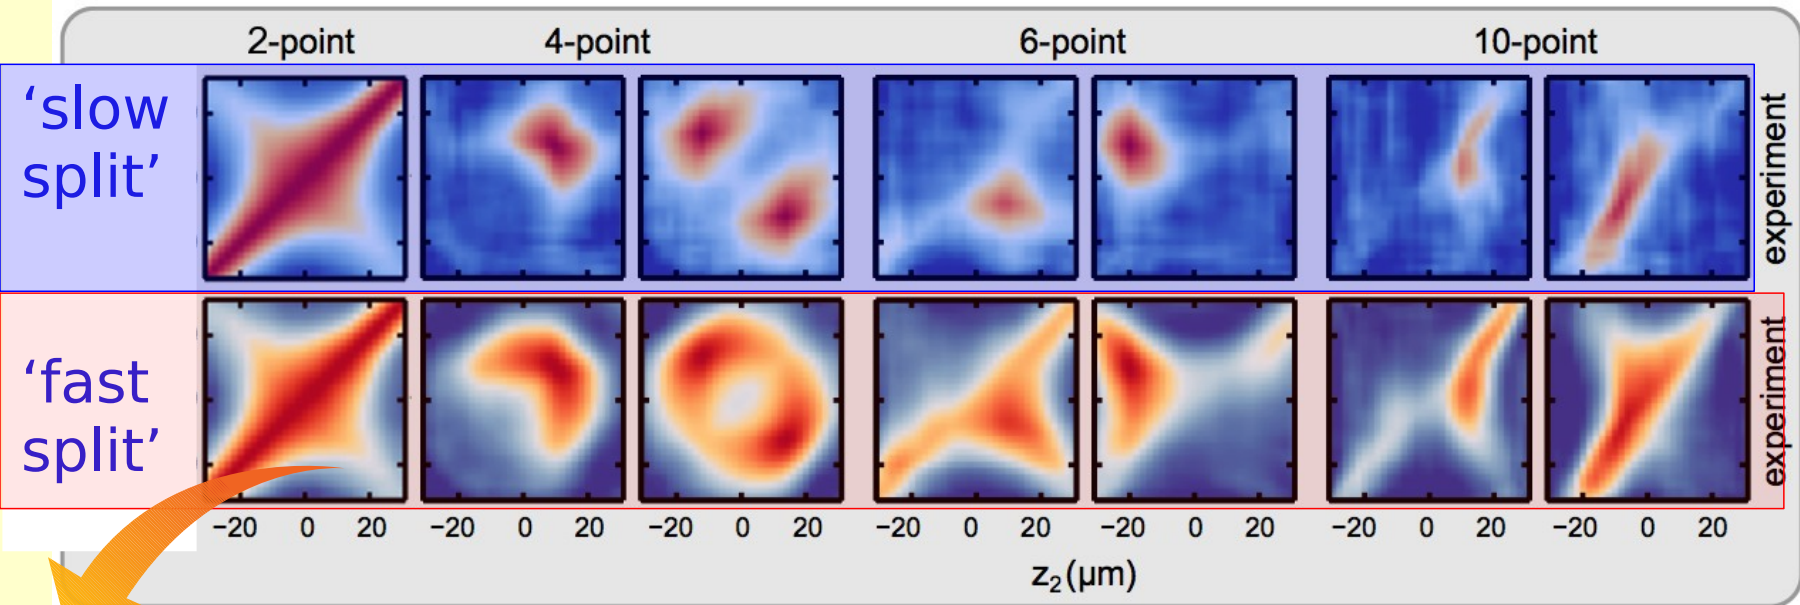 2-point 4-point 6-point 10-point
‘slow
split’
experiment
‘fast
split’
experiment
−20 0 20 −20 0 20 −20 0 20 −20 0 20 −20 0 20 −20 0 20 −20 0 20
z₂(µm)